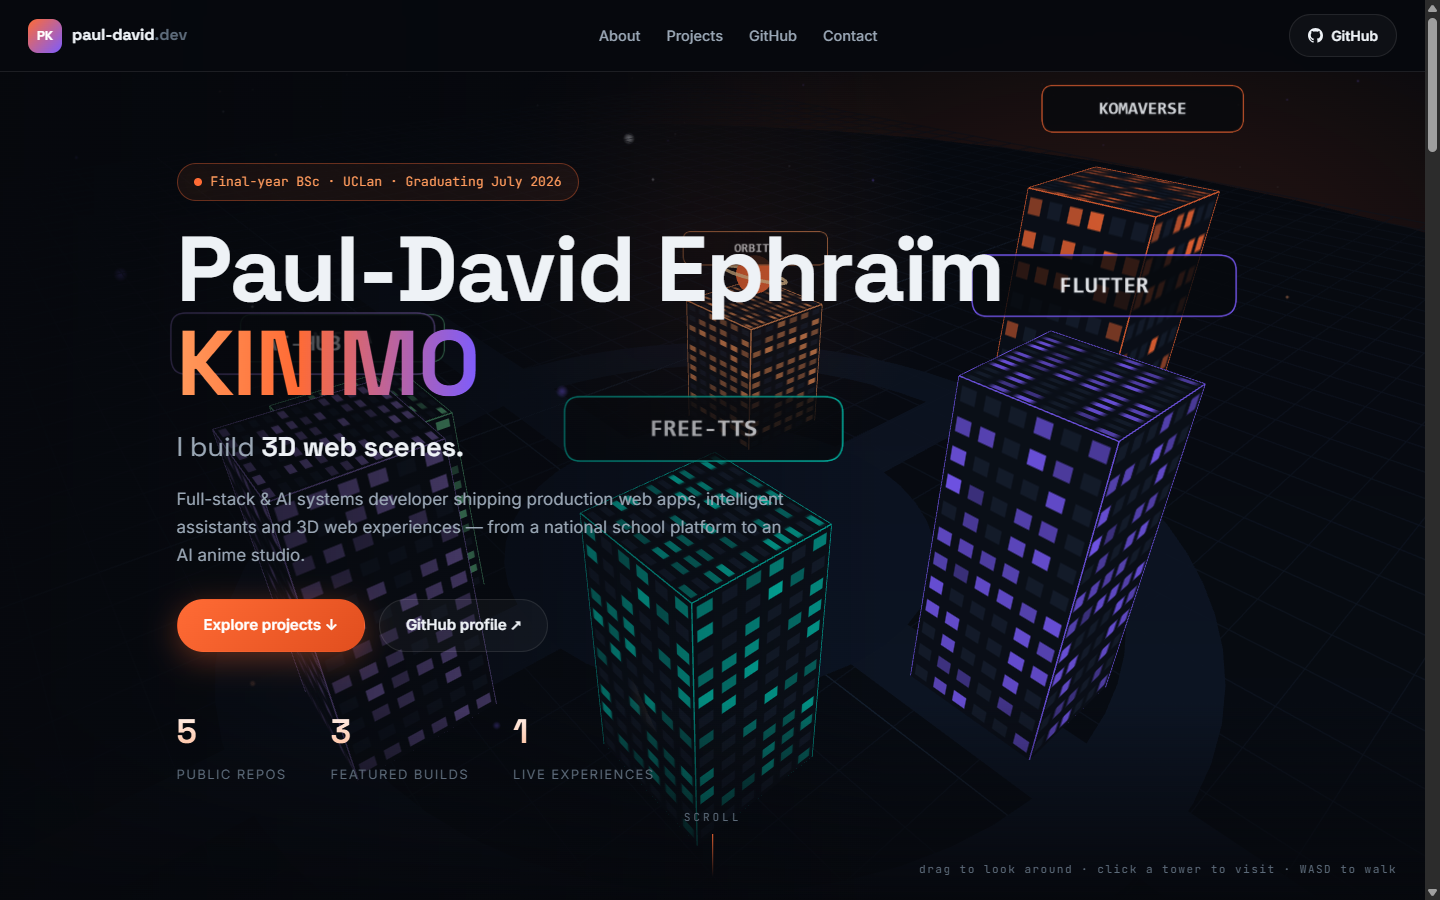 PK paul-david.dev
About Projects GitHub Contact
GitHub
KOMAVERSE
Final-year BSc · UCLan · Graduating July 2026
ORBIT
Paul-David Ephraïm
FLUTTER
KINIMO
FREE-TTS
I build 3D web scenes.
Full-stack & AI systems developer shipping production web apps, intelligent
assistants and 3D web experiences — from a national school platform to an
AI anime studio.
Explore projects ↓
GitHub profile ↗
5 3 1
PUBLIC REPOS FEATURED BUILDS LIVE EXPERIENCES
SCROLL
drag to look around · click a tower to visit · WASD to walk